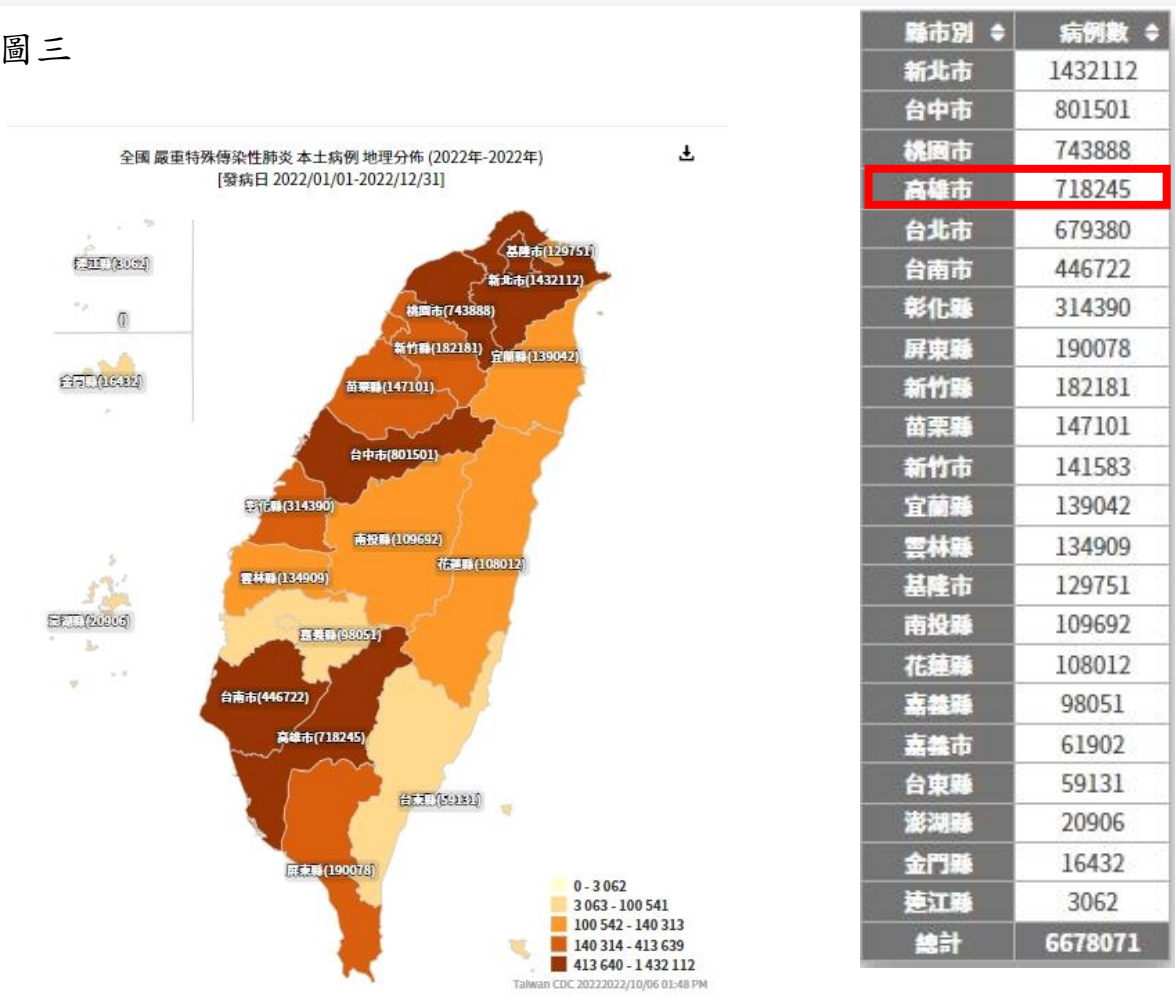 圖三
全國 嚴重特殊傳染性肺炎 本土病例 地理分佈 (2022年-2022年)
[發病日 2022/01/01-2022/12/31]
連江縣(3062)
()
金門縣(16432)
澎湖縣(20906)
基隆市(129751)
新北市(1432112)
桃園市(743888)
新竹縣(182181)
宜蘭縣(139042)
苗栗縣(147101)
台中市(801501)
彰化縣(314390)
南投縣(109692)
花蓮縣(108012)
雲林縣(134909)
嘉義縣(98051)
台南市(446722)
高雄市(718245)
台東縣(59131)
屏東縣(190078)
0 - 3 062
3 063 - 100 541
100 542 - 140 313
140 314 - 413 639
413 640 - 1 432 112
Taiwan CDC 20222022/10/06 01:48 PM
縣市別 病例數
新北市 1432112
台中市 801501
桃園市 743888
高雄市 718245
台北市 679380
台南市 446722
彰化縣 314390
屏東縣 190078
新竹縣 182181
苗栗縣 147101
新竹市 141583
宜蘭縣 139042
雲林縣 134909
基隆市 129751
南投縣 109692
花蓮縣 108012
嘉義縣 98051
嘉義市 61902
台東縣 59131
澎湖縣 20906
金門縣 16432
連江縣 3062
總計 6678071